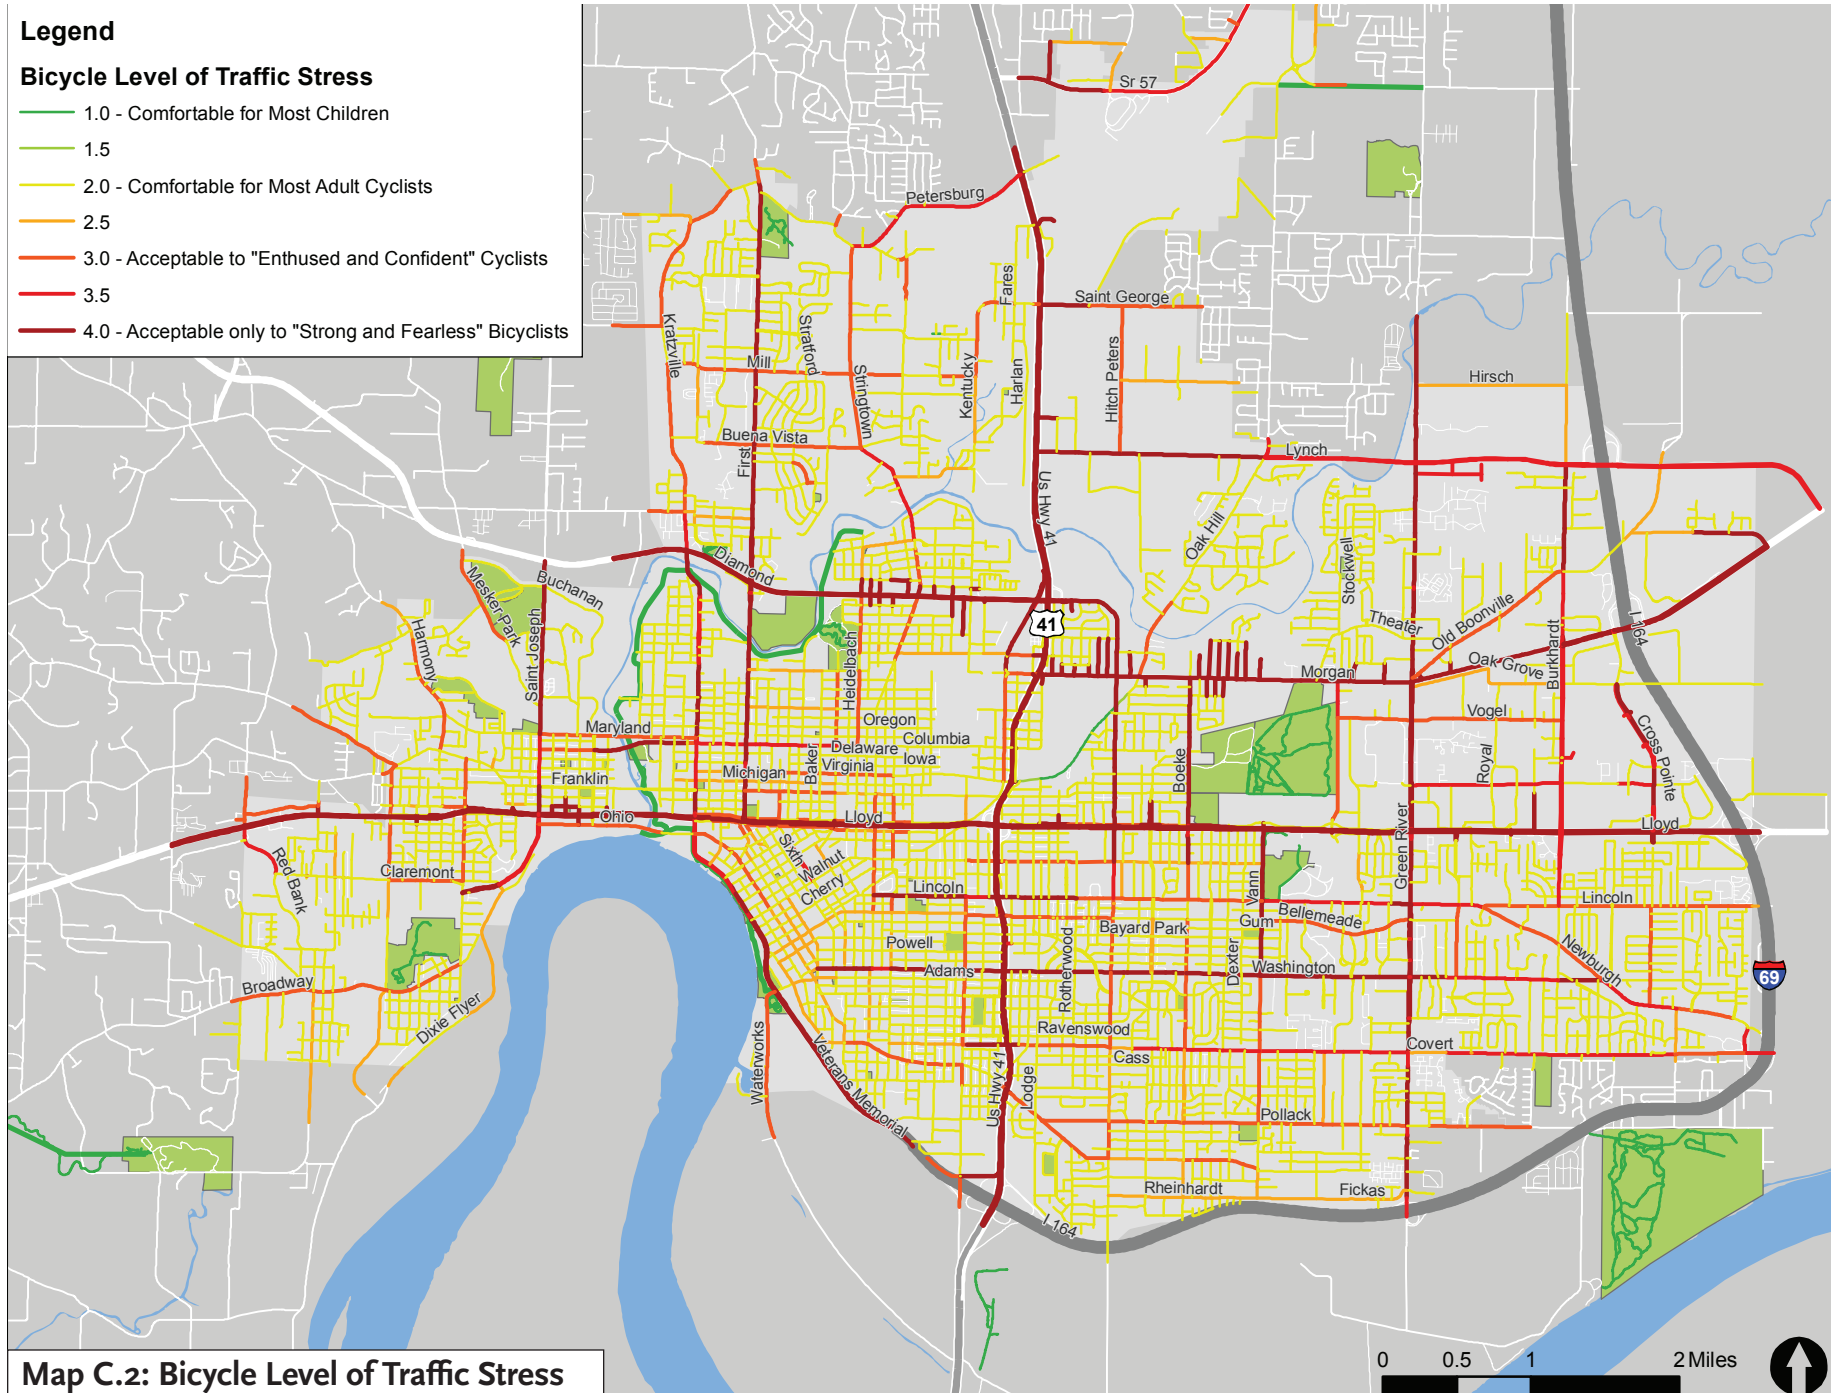 Legend
Bicycle Level of Traffic Stress
1.0 - Comfortable for Most Children
1.5
2.0 - Comfortable for Most Adult Cyclists
2.5
3.0 - Acceptable to "Enthused and Confident" Cyclists
3.5
4.0 - Acceptable only to "Strong and Fearless" Bicyclists
Sr 57
Petersburg
Fares
Saint George
Kratzville
Stratford
Mill
Stringtown
Kentucky
Harlan
Hitch Peters
Hirsch
Buena Vista
First
Lynch
Us Hwy 41
Oak Hill
Stockwell
Diamond
Mesker Park
Buchanan
Saint Joseph
Harmony
41
Theater
Old Boonville
Burkhardt
I 164
Oak Grove
Morgan
Heidelbach
Maryland
Oregon
Columbia
Delaware
Iowa
Virginia
Baker
Michigan
Franklin
Boeke
Vogel
Royal
Cross Pointe
Ohio
Lloyd
Lloyd
Green River
Sixth
Walnut
Cherry
Red Bank
Claremont
Lincoln
Vann
Lincoln
Gum
Bellemeade
Bayard Park
Powell
Rotherwood
Dexter
Newburgh
Adams
Washington
69
Broadway
Dixie Flyer
Waterworks
Veterans Memorial
Ravenswood
Cass
Covert
Us Hwy 41
Lodge
Pollack
Rheinhardt
Fickas
I 164
0 0.5 1 2 Miles
Map C.2: Bicycle Level of Traffic Stress